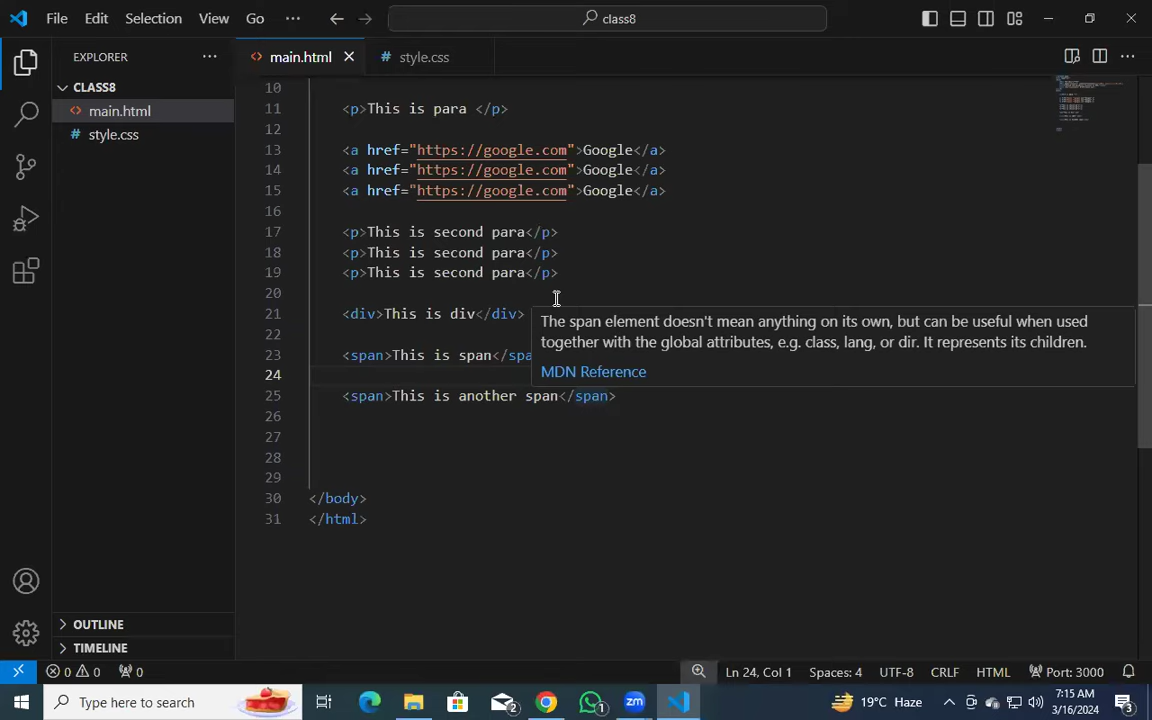 File Edit Selection View Go ··· class8
EXPLORER ···
main.html
style.css
CLASS8
main.html
style.css
10
11 <p>This is para </p>
12
13 <a href="https://google.com">Google</a>
14 <a href="https://google.com">Google</a>
15 <a href="https://google.com">Google</a>
16
17 <p>This is second para</p>
18 <p>This is second para</p>
19 <p>This is second para</p>
20
21 <div>This is div</div>
22
23 <span>This is span</spa
24
25 <span>This is another span</span>
26
27
28
29
30 </body>
31 </html>
The span element doesn't mean anything on its own, but can be useful when used
together with the global attributes, e.g. class, lang, or dir. It represents its children.
MDN Reference
OUTLINE
TIMELINE
0 0 0 Ln 24, Col 1 Spaces: 4 UTF-8 CRLF HTML Port: 3000
Type here to search 2 1 zm 19°C Haze 7:15 AM
3/16/2024 3